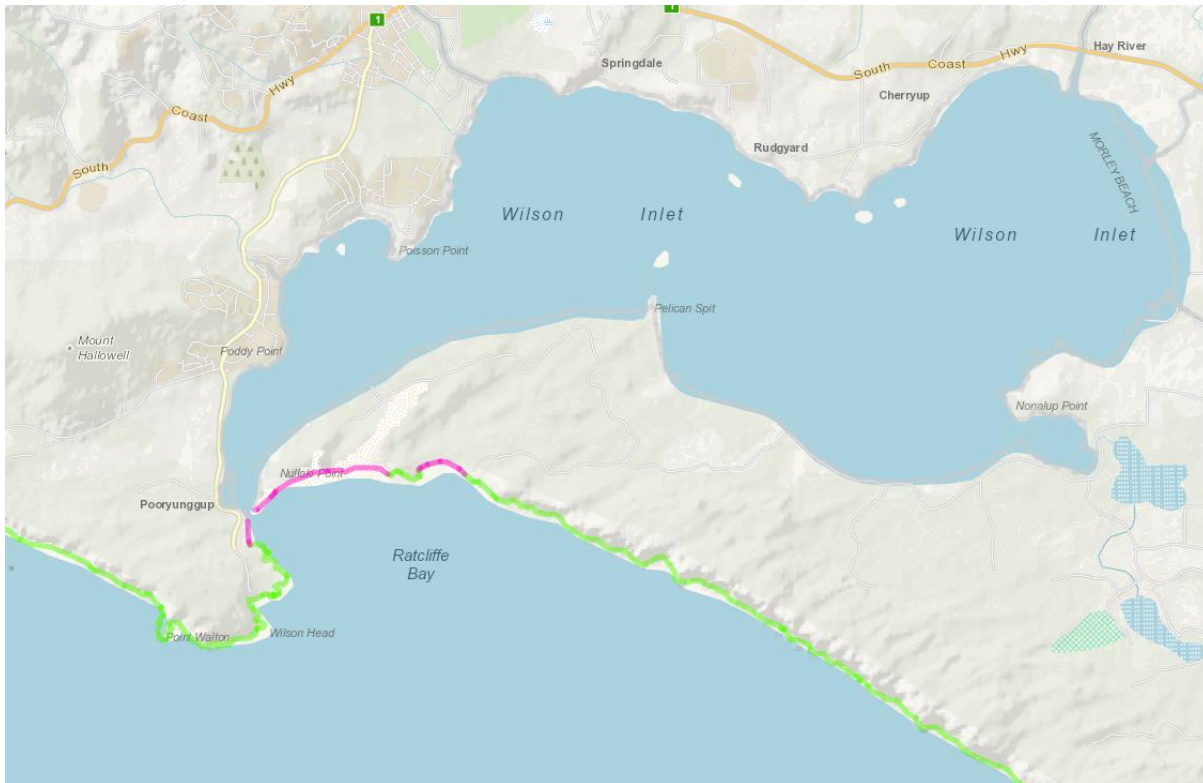 1
1
Hwy
Springdale
South Coast Hwy
Hay River
Coast
Cherryup
South
Rudgyard
MORLEY BEACH
Wilson Inlet
Wilson Inlet
Poisson Point
Pelican Spit
Mount
Hallowell
Poddy Point
Nonalup Point
Nullaki Point
Pooryunggup
Ratcliffe
Bay
Point Walton
Wilson Head